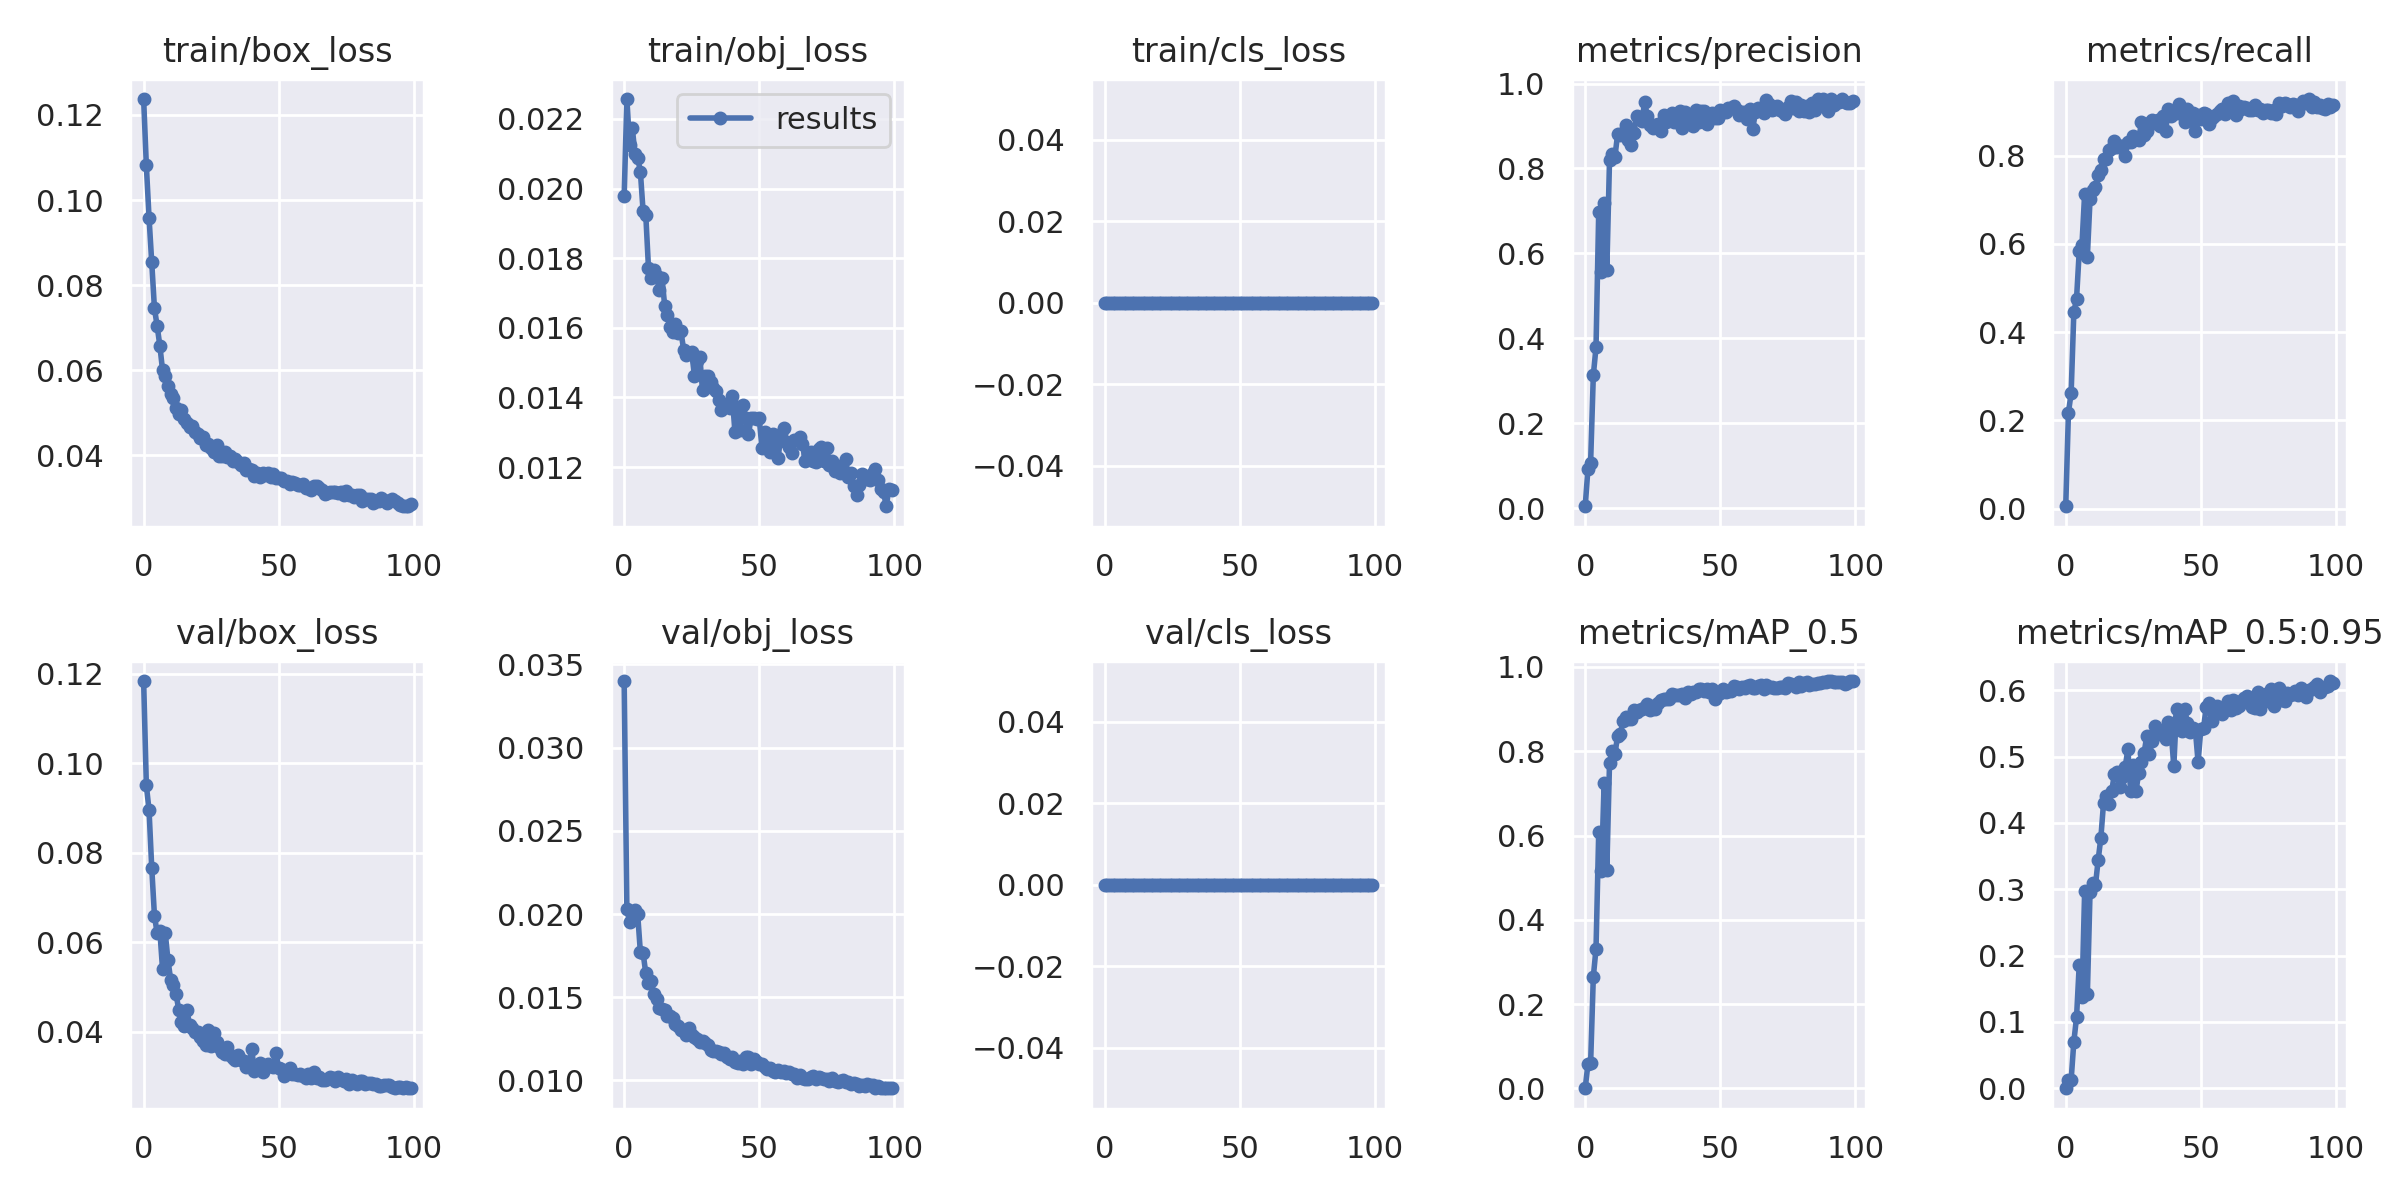 train/box_loss
0.12
0.10
0.08
0.06
0.04
0 50 100
train/obj_loss
results
0.022
0.020
0.018
0.016
0.014
0.012
0 50 100
train/cls_loss
0.04
0.02
0.00
−0.02
−0.04
0 50 100
metrics/precision
1.0
0.8
0.6
0.4
0.2
0.0
0 50 100
metrics/recall
0.8
0.6
0.4
0.2
0.0
0 50 100
val/box_loss
0.12
0.10
0.08
0.06
0.04
0 50 100
val/obj_loss
0.035
0.030
0.025
0.020
0.015
0.010
0 50 100
val/cls_loss
0.04
0.02
0.00
−0.02
−0.04
0 50 100
metrics/mAP_0.5
1.0
0.8
0.6
0.4
0.2
0.0
0 50 100
metrics/mAP_0.5:0.95
0.6
0.5
0.4
0.3
0.2
0.1
0.0
0 50 100